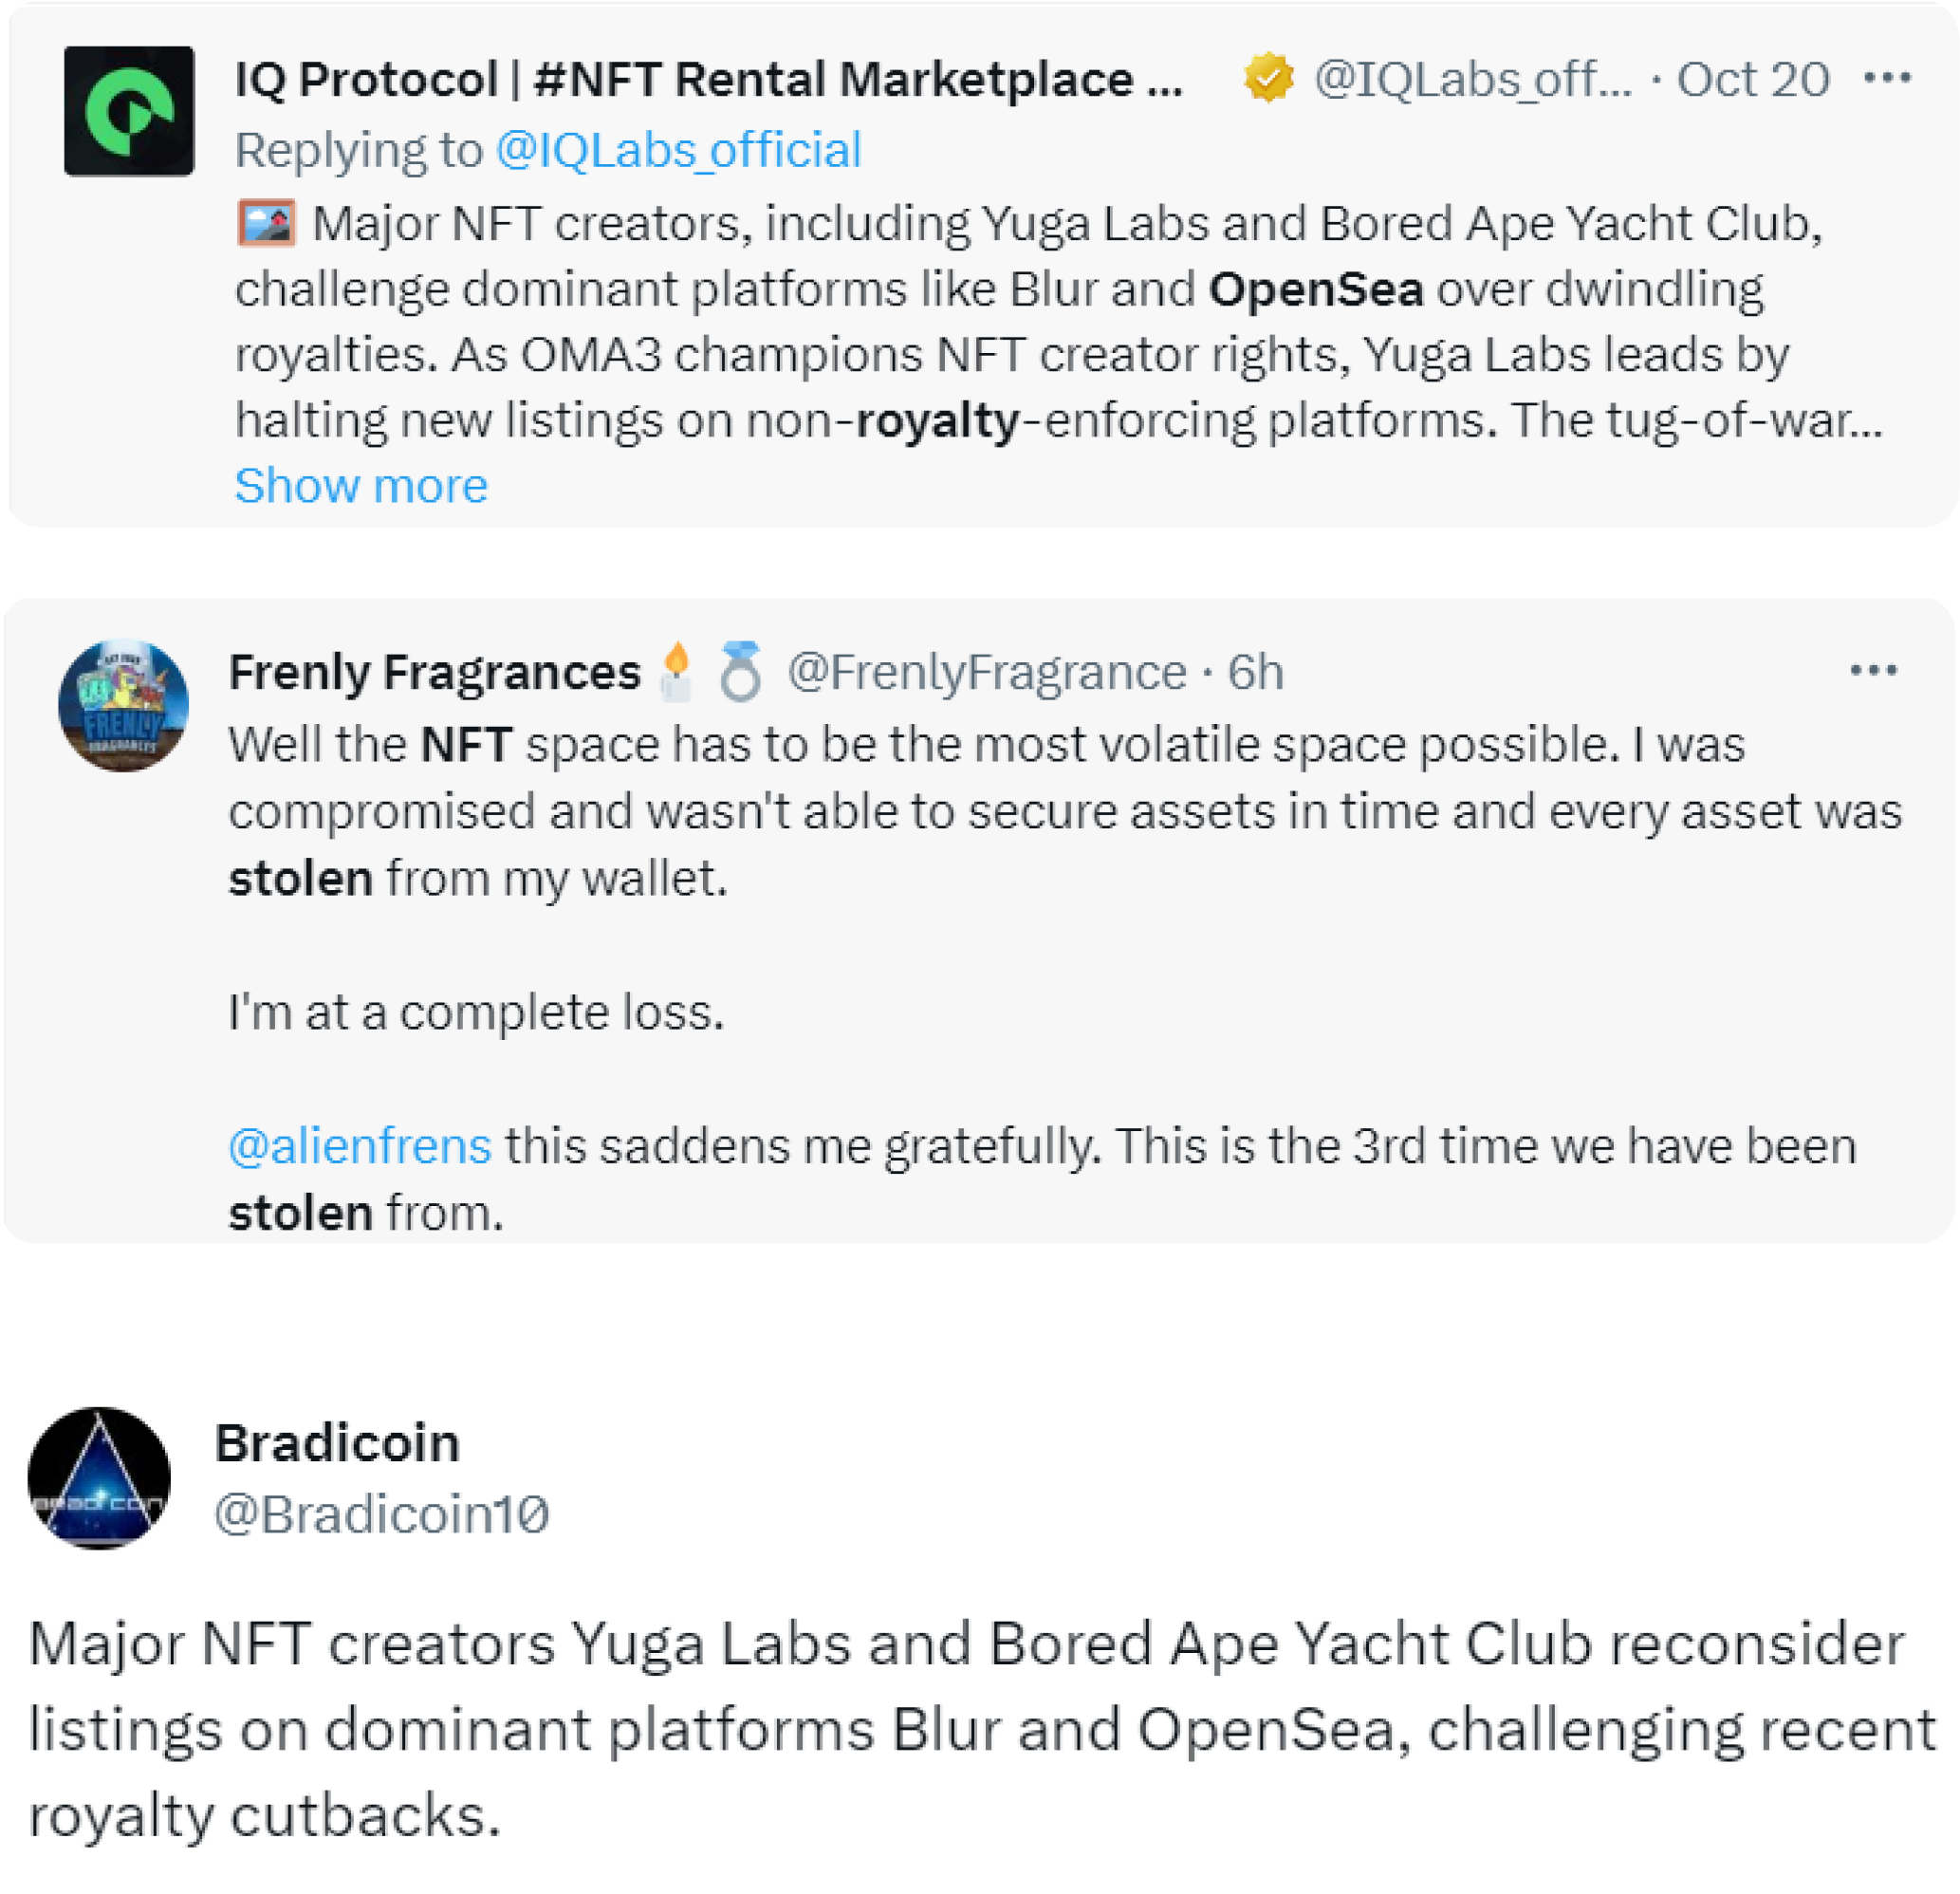 IQ Protocol | #NFT Rental Marketplace ... @IQLabs_off... · Oct 20 ···
Replying to @IQLabs_official
Major NFT creators, including Yuga Labs and Bored Ape Yacht Club,
challenge dominant platforms like Blur and OpenSea over dwindling
royalties. As OMA3 champions NFT creator rights, Yuga Labs leads by
halting new listings on non-royalty-enforcing platforms. The tug-of-war...
Show more
Frenly Fragrances @FrenlyFragrance · 6h ···
FRENLY
FRAGRANCES
Well the NFT space has to be the most volatile space possible. I was
compromised and wasn't able to secure assets in time and every asset was
stolen from my wallet.
I'm at a complete loss.
@alienfrens this saddens me gratefully. This is the 3rd time we have been
stolen from.
Bradicoin
@Bradicoin10
BRADICOIN
Major NFT creators Yuga Labs and Bored Ape Yacht Club reconsider
listings on dominant platforms Blur and OpenSea, challenging recent
royalty cutbacks.